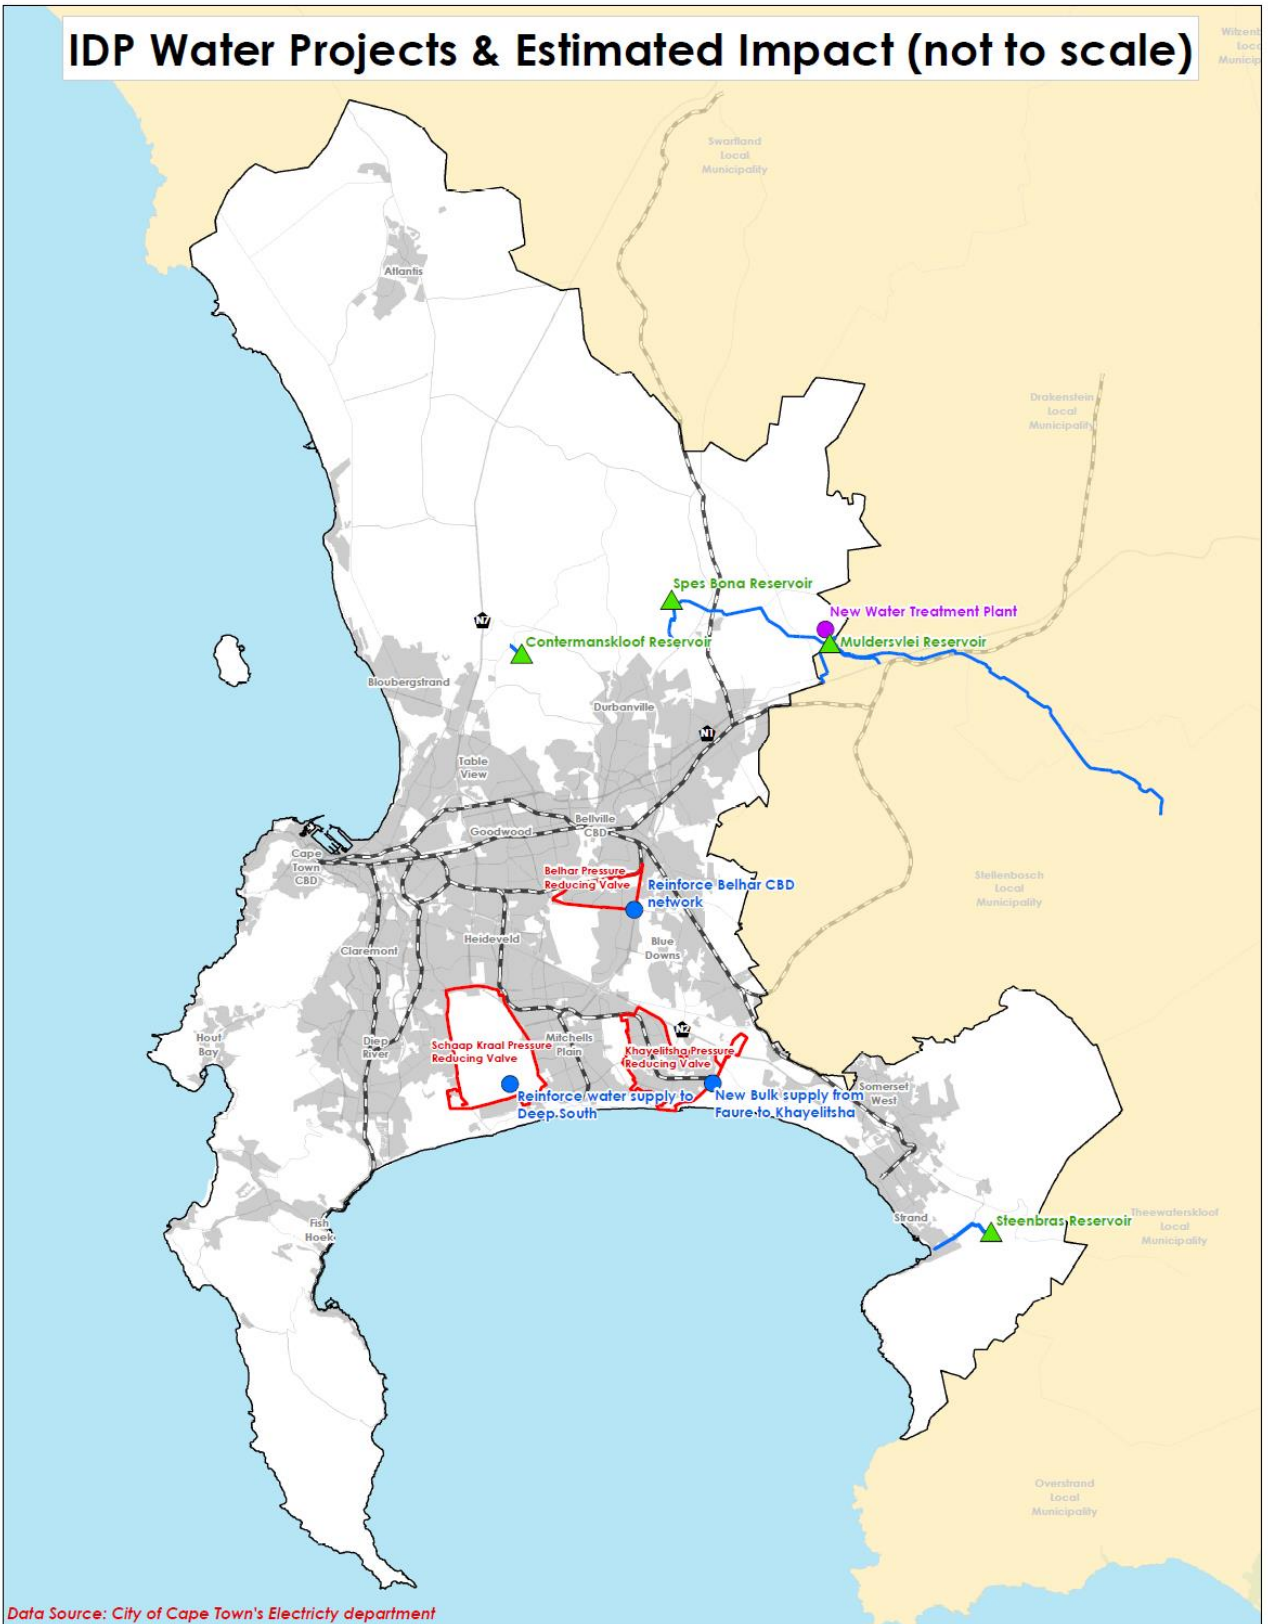 IDP Water Projects & Estimated Impact (not to scale)
Swartland
Local
Municipality
Atlantis
Drakenstein
Local
Municipality
Spes Bona Reservoir
New Water Treatment Plant
N7
Contermanskloof Reservoir
Muldersvlei Reservoir
Bloubergstrand
Durbanville
N1
Table
View
Goodwood
Bellville
CBD
Cape
Town
CBD
Belhar Pressure
Reducing Valve
Reinforce Belhar CBD
network
Stellenbosch
Local
Municipality
Claremont
Heideveld
Blue
Downs
Hout
Bay
Diep
River
Schaap Kraal Pressure
Reducing Valve
Mitchells
Plain
N2
Khayelitsha Pressure
Reducing Valve
Reinforce water supply to
Deep South
New Bulk supply from
Faure to Khayelitsha
Somerset
West
Fish
Hoek
Strand
Steenbras Reservoir
Theewaterskloof
Local
Municipality
Overstrand
Local
Municipality
Data Source: City of Cape Town's Electricty department